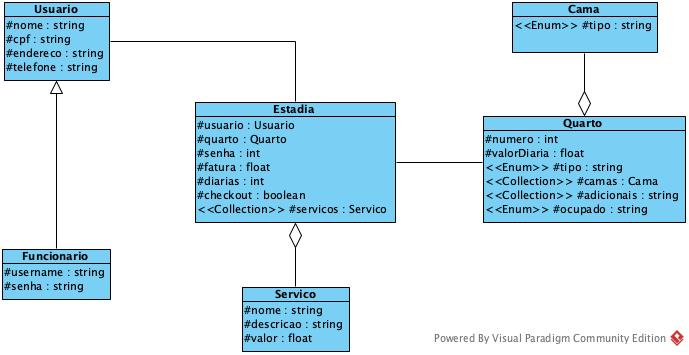 Usuario
#nome : string
#cpf : string
#endereco : string
#telefone : string
Cama
<<Enum>> #tipo : string
Estadia
#usuario : Usuario
#quarto : Quarto
#senha : int
#fatura : float
#diarias : int
#checkout : boolean
<<Collection>> #servicos : Servico
Quarto
#numero : int
#valorDiaria : float
<<Enum>> #tipo : string
<<Collection>> #camas : Cama
<<Collection>> #adicionais : string
<<Enum>> #ocupado : string
Funcionario
#username : string
#senha : string
Servico
#nome : string
#descricao : string
#valor : float
Powered By Visual Paradigm Community Edition